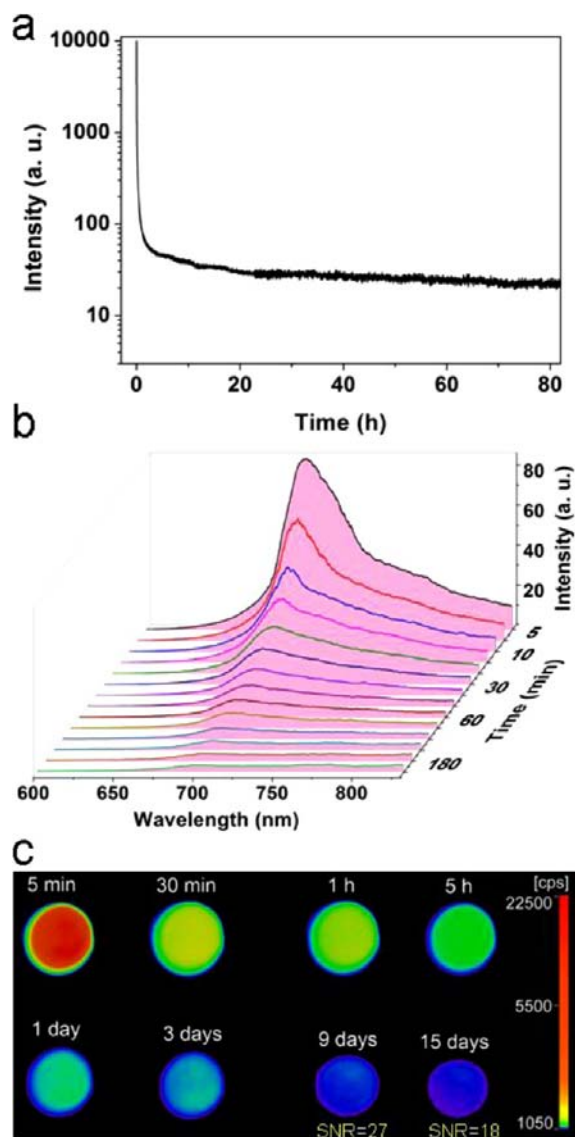 a
10000
1000
100
10
Intensity (a. u.)
0 20 40 60 80
Time (h)
b
80
60
40
20
Intensity (a. u.)
5
10
30
60
180
Time (min)
600 650 700 750 800
Wavelength (nm)
c
5 min 30 min 1 h 5 h
[cps]
22500
5500
1050
1 day 3 days 9 days 15 days
SNR=27 SNR=18